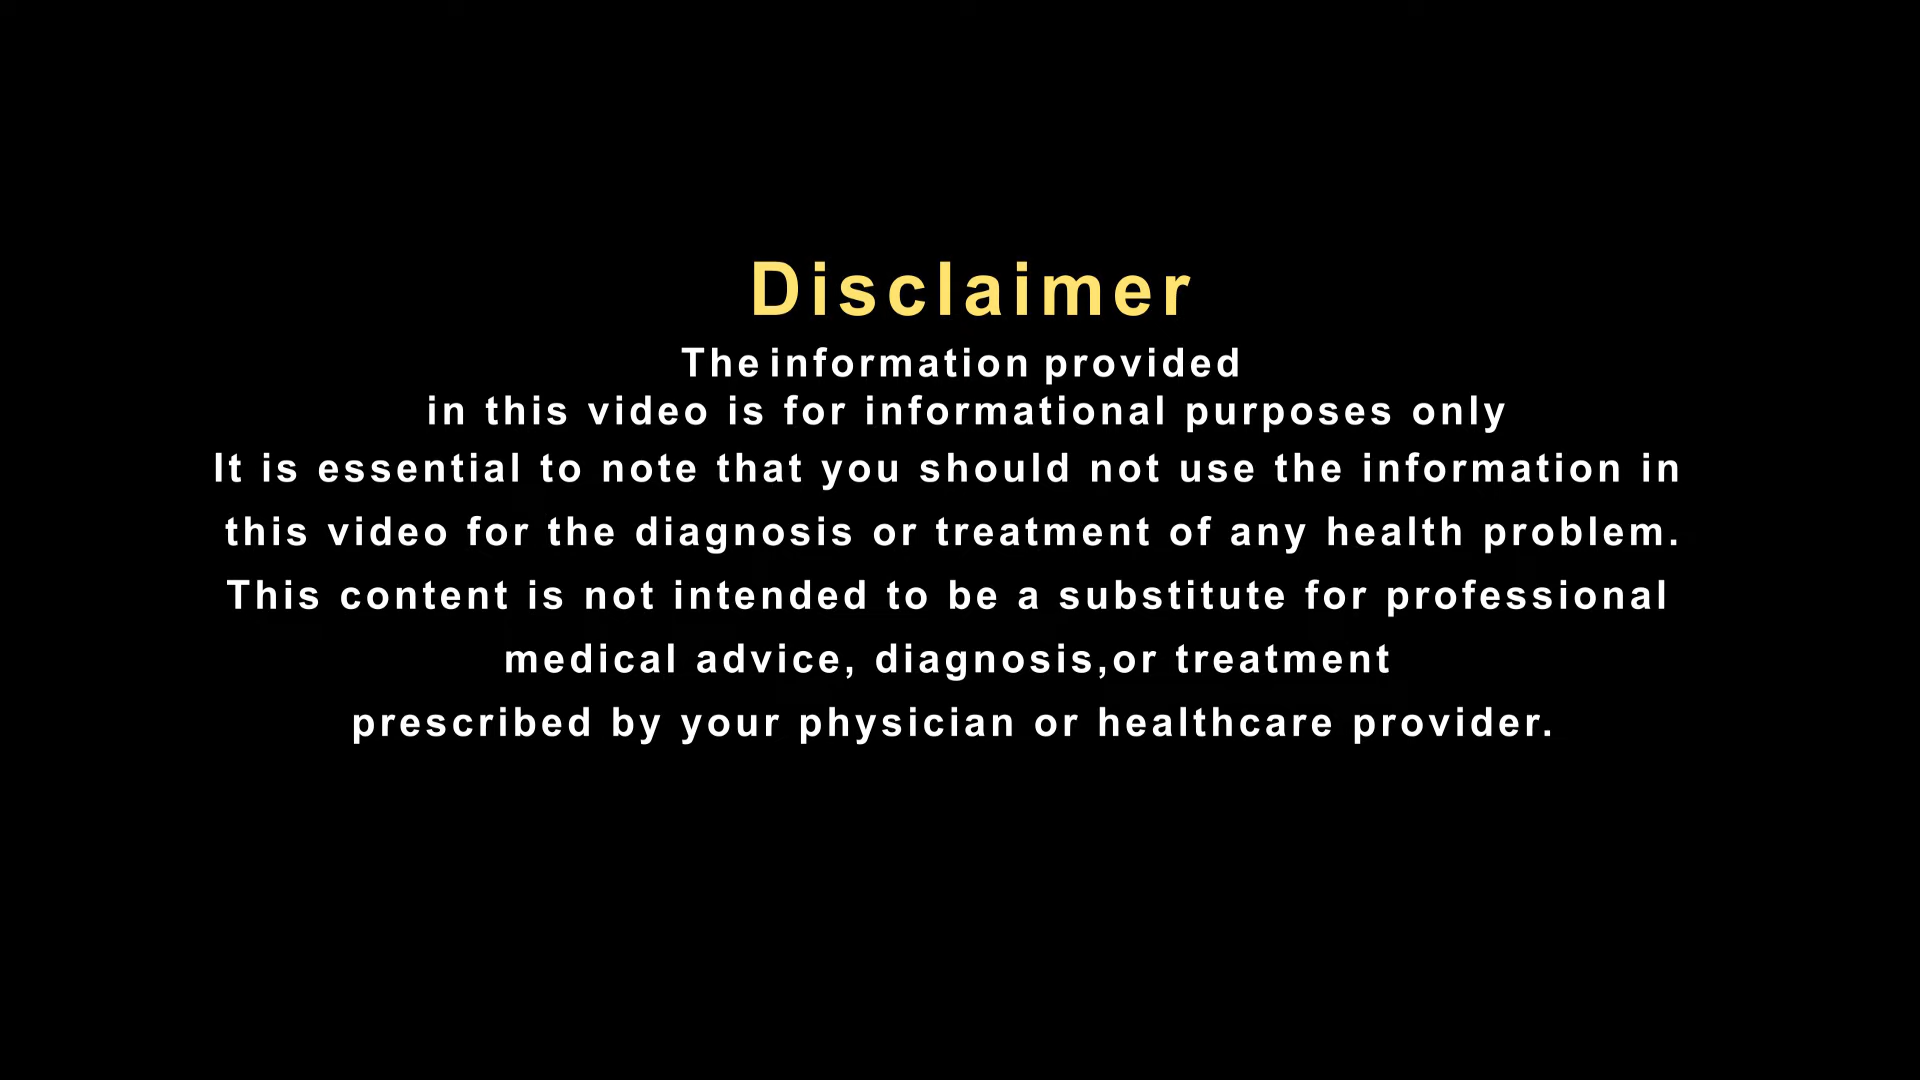 Disclaimer
The information provided
in this video is for informational purposes only
It is essential to note that you should not use the information in
this video for the diagnosis or treatment of any health problem.
This content is not intended to be a substitute for professional
medical advice, diagnosis,or treatment
prescribed by your physician or healthcare provider.